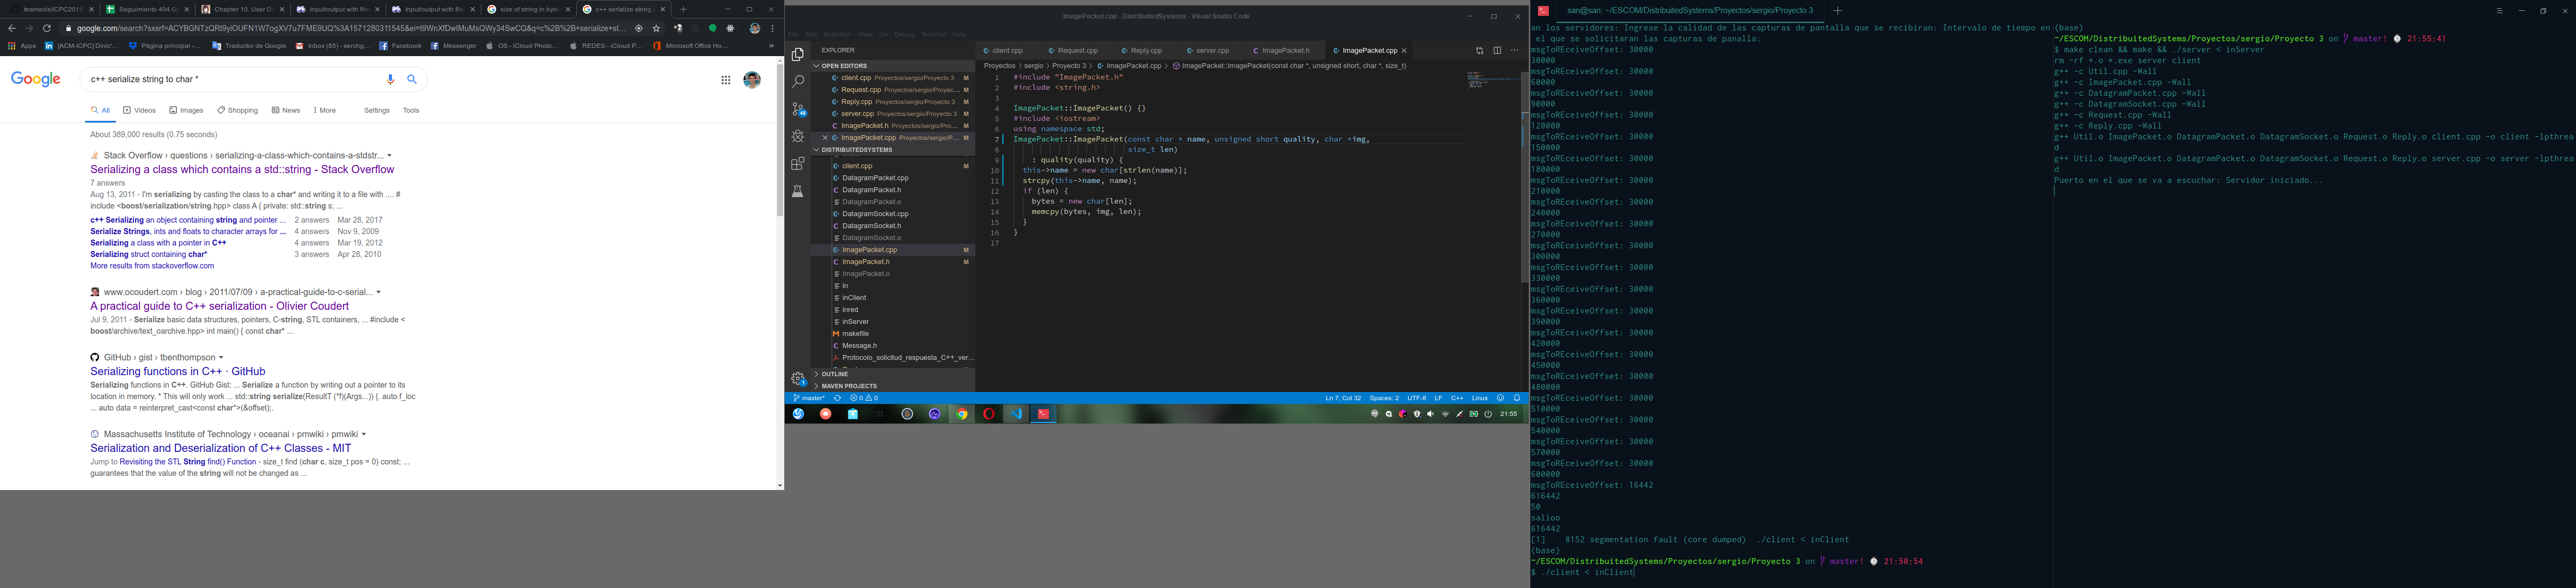 teamsols/ICPC2019
Seguimiento 404 G
Chapter 10. User Da
Input/output with file
Input/output with file
size of string in byte
c++ serialize string
google.com/search?sxsrf=ACYBGNTzQRt9yiOUFN1W7ogXV7u7FME9UQ%3A1571280311545&ei=t9WnXfDwIMuMsQWy34SwCQ&q=c%2B%2B+serialize+st...
Apps
[ACM-ICPC] Dinic'...
Página principal -...
Traductor de Google
Inbox (85) - serchg...
Facebook
Messenger
OS - iCloud Photo...
REDES - iCloud P...
Microsoft Office Ho...
»
Google
c++ serialize string to char *
All
Videos
Shopping
Images
News
More
Settings
Tools
About 389,000 results (0.75 seconds)
Stack Overflow › questions › serializing-a-class-which-contains-a-stdstr...
Serializing a class which contains a std::string - Stack Overflow
7 answers
Aug 13, 2011 - I'm serializing by casting the class to a char* and writing it to a file with .... #
include <boost/serialization/string.hpp> class A { private: std::string s; ...
c++ Serializing an object containing string and pointer ... 2 answers Mar 28, 2017
Serialize Strings, ints and floats to character arrays for ... 4 answers Nov 9, 2009
Serializing a class with a pointer in C++ 4 answers Mar 19, 2012
Serializing struct containing char* 3 answers Apr 28, 2010
More results from stackoverflow.com
www.ocoudert.com › blog › 2011/07/09 › a-practical-guide-to-c-serial...
A practical guide to C++ serialization - Olivier Coudert
Jul 9, 2011 - Serialize basic data structures, pointers, C-string, STL containers, ... #include <
boost/archive/text_oarchive.hpp> int main() { const char* ...
GitHub › gist › tbenthompson
Serializing functions in C++ · GitHub
Serializing functions in C++. GitHub Gist: ... Serialize a function by writing out a pointer to its
location in memory. * This will only work ... std::string serialize(ResultT (*f)(Args...)) {. auto f_loc
... auto data = reinterpret_cast<const char*>(&offset);.
Massachusetts Institute of Technology › oceanai › pmwiki › pmwiki
Serialization and Deserialization of C++ Classes - MIT
Jump to Revisiting the STL String find() Function - size_t find (char c, size_t pos = 0) const; ...
guarantees that the value of the string will not be changed as ...
ImagePacket.cpp - DistribuitedSystems - Visual Studio Code
File Edit Selection View Go Debug Terminal Help
EXPLORER
OPEN EDITORS
client.cpp Proyectos/sergio/Proyecto 3 M
Request.cpp Proyectos/sergio/Proyec... M
Reply.cpp Proyectos/sergio/Proyecto 3 M
server.cpp Proyectos/sergio/Proyecto 3 M
ImagePacket.h Proyectos/sergio/Pro... M
ImagePacket.cpp Proyectos/sergio/P... M
DISTRIBUITEDSYSTEMS
client.cpp M
DatagramPacket.cpp
DatagramPacket.h
DatagramPacket.o
DatagramSocket.cpp
DatagramSocket.h
DatagramSocket.o
ImagePacket.cpp M
ImagePacket.h M
ImagePacket.o
in
inClient
inred
inServer
makefile
Message.h
Protocolo_solicitud_respuesta_C++_ver...
OUTLINE
MAVEN PROJECTS
48
1
client.cpp
Request.cpp
Reply.cpp
server.cpp
ImagePacket.h
ImagePacket.cpp
Proyectos › sergio › Proyecto 3 › ImagePacket.cpp › ImagePacket::ImagePacket(const char *, unsigned short, char *, size_t)
1 #include "ImagePacket.h"
2 #include <string.h>
3
4 ImagePacket::ImagePacket() {}
5 #include <iostream>
6 using namespace std;
7 ImagePacket::ImagePacket(const char * name, unsigned short quality, char *img,
8 size_t len)
9 : quality(quality) {
10 this->name = new char[strlen(name)];
11 strcpy(this->name, name);
12 if (len) {
13 bytes = new char[len];
14 memcpy(bytes, img, len);
15 }
16 }
17
master*
0 0
Ln 7, Col 32
Spaces: 2
UTF-8
LF
C++
Linux
21:55
san@san: ~/ESCOM/DistribuitedSystems/Proyectos/sergio/Proyecto 3
an los servidores: Ingrese la calidad de las capturas de pantalla que se recibiran: Intervalo de tiempo en
el que se solicitaran las capturas de panalla:
msgToREceiveOffset: 30000
30000
msgToREceiveOffset: 30000
60000
msgToREceiveOffset: 30000
90000
msgToREceiveOffset: 30000
120000
msgToREceiveOffset: 30000
150000
msgToREceiveOffset: 30000
180000
msgToREceiveOffset: 30000
210000
msgToREceiveOffset: 30000
240000
msgToREceiveOffset: 30000
270000
msgToREceiveOffset: 30000
300000
msgToREceiveOffset: 30000
330000
msgToREceiveOffset: 30000
360000
msgToREceiveOffset: 30000
390000
msgToREceiveOffset: 30000
420000
msgToREceiveOffset: 30000
450000
msgToREceiveOffset: 30000
480000
msgToREceiveOffset: 30000
510000
msgToREceiveOffset: 30000
540000
msgToREceiveOffset: 30000
570000
msgToREceiveOffset: 30000
600000
msgToREceiveOffset: 16442
616442
50
salioo
616442
[1] 8152 segmentation fault (core dumped) ./client < inClient
(base)
~/ESCOM/DistribuitedSystems/Proyectos/sergio/Proyecto 3 on master! 21:50:54
$ ./client < inClient
(base)
~/ESCOM/DistribuitedSystems/Proyectos/sergio/Proyecto 3 on master! 21:55:41
$ make clean && make && ./server < inServer
rm -rf *.o *.exe server client
g++ -c Util.cpp -Wall
g++ -c ImagePacket.cpp -Wall
g++ -c DatagramPacket.cpp -Wall
g++ -c DatagramSocket.cpp -Wall
g++ -c Request.cpp -Wall
g++ -c Reply.cpp -Wall
g++ Util.o ImagePacket.o DatagramPacket.o DatagramSocket.o Request.o Reply.o client.cpp -o client -lpthrea
d
g++ Util.o ImagePacket.o DatagramPacket.o DatagramSocket.o Request.o Reply.o server.cpp -o server -lpthrea
d
Puerto en el que se va a escuchar: Servidor iniciado...